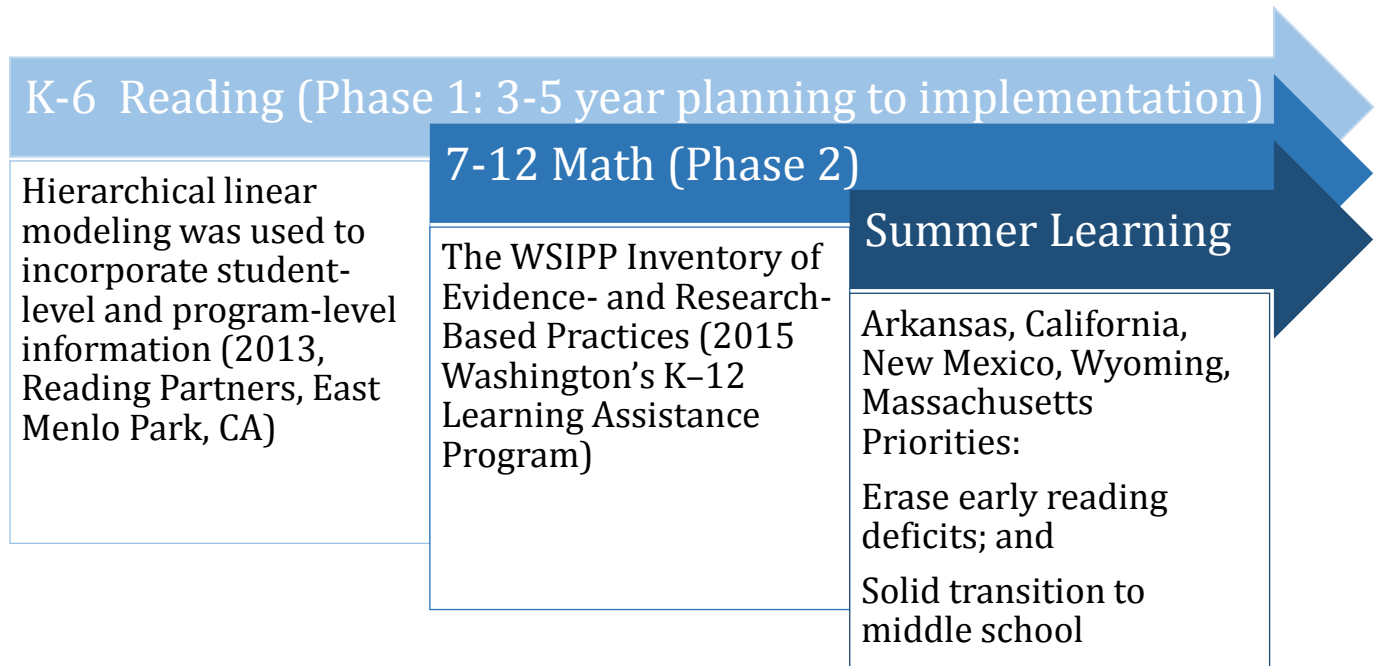 K-6  Reading (Phase 1: 3-5 year planning to implementation)
Hierarchical linear
modeling was used to
incorporate student-
level and program-level
information (2013,
Reading Partners, East
Menlo Park, CA)
7-12 Math (Phase 2)
The WSIPP Inventory of
Evidence- and Research-
Based Practices (2015
Washington’s K–12
Learning Assistance
Program)
Summer Learning
Arkansas, California,
New Mexico, Wyoming,
Massachusetts
Priorities:
Erase early reading
deficits; and
Solid transition to
middle school